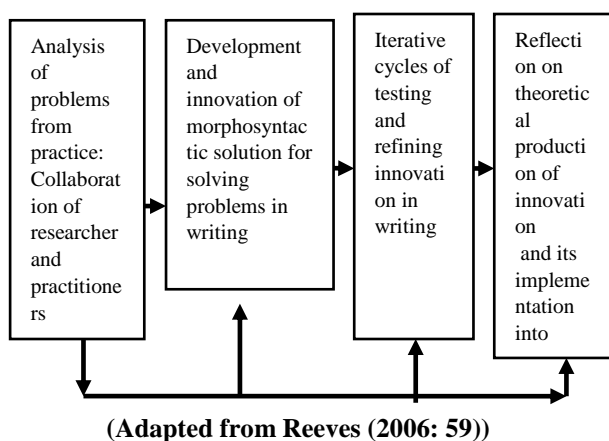 Analysis
of
problems
from
practice:
Collaborat
ion of
researcher
and
practitione
rs
Development
and
innovation of
morphosyntac
tic solution for
solving
problems in
writing
Iterative
cycles of
testing
and
refining
innovati
on in
writing
Reflecti
on on
theoretic
al
producti
on of
innovati
on
and its
impleme
ntation
into
(Adapted from Reeves (2006: 59))